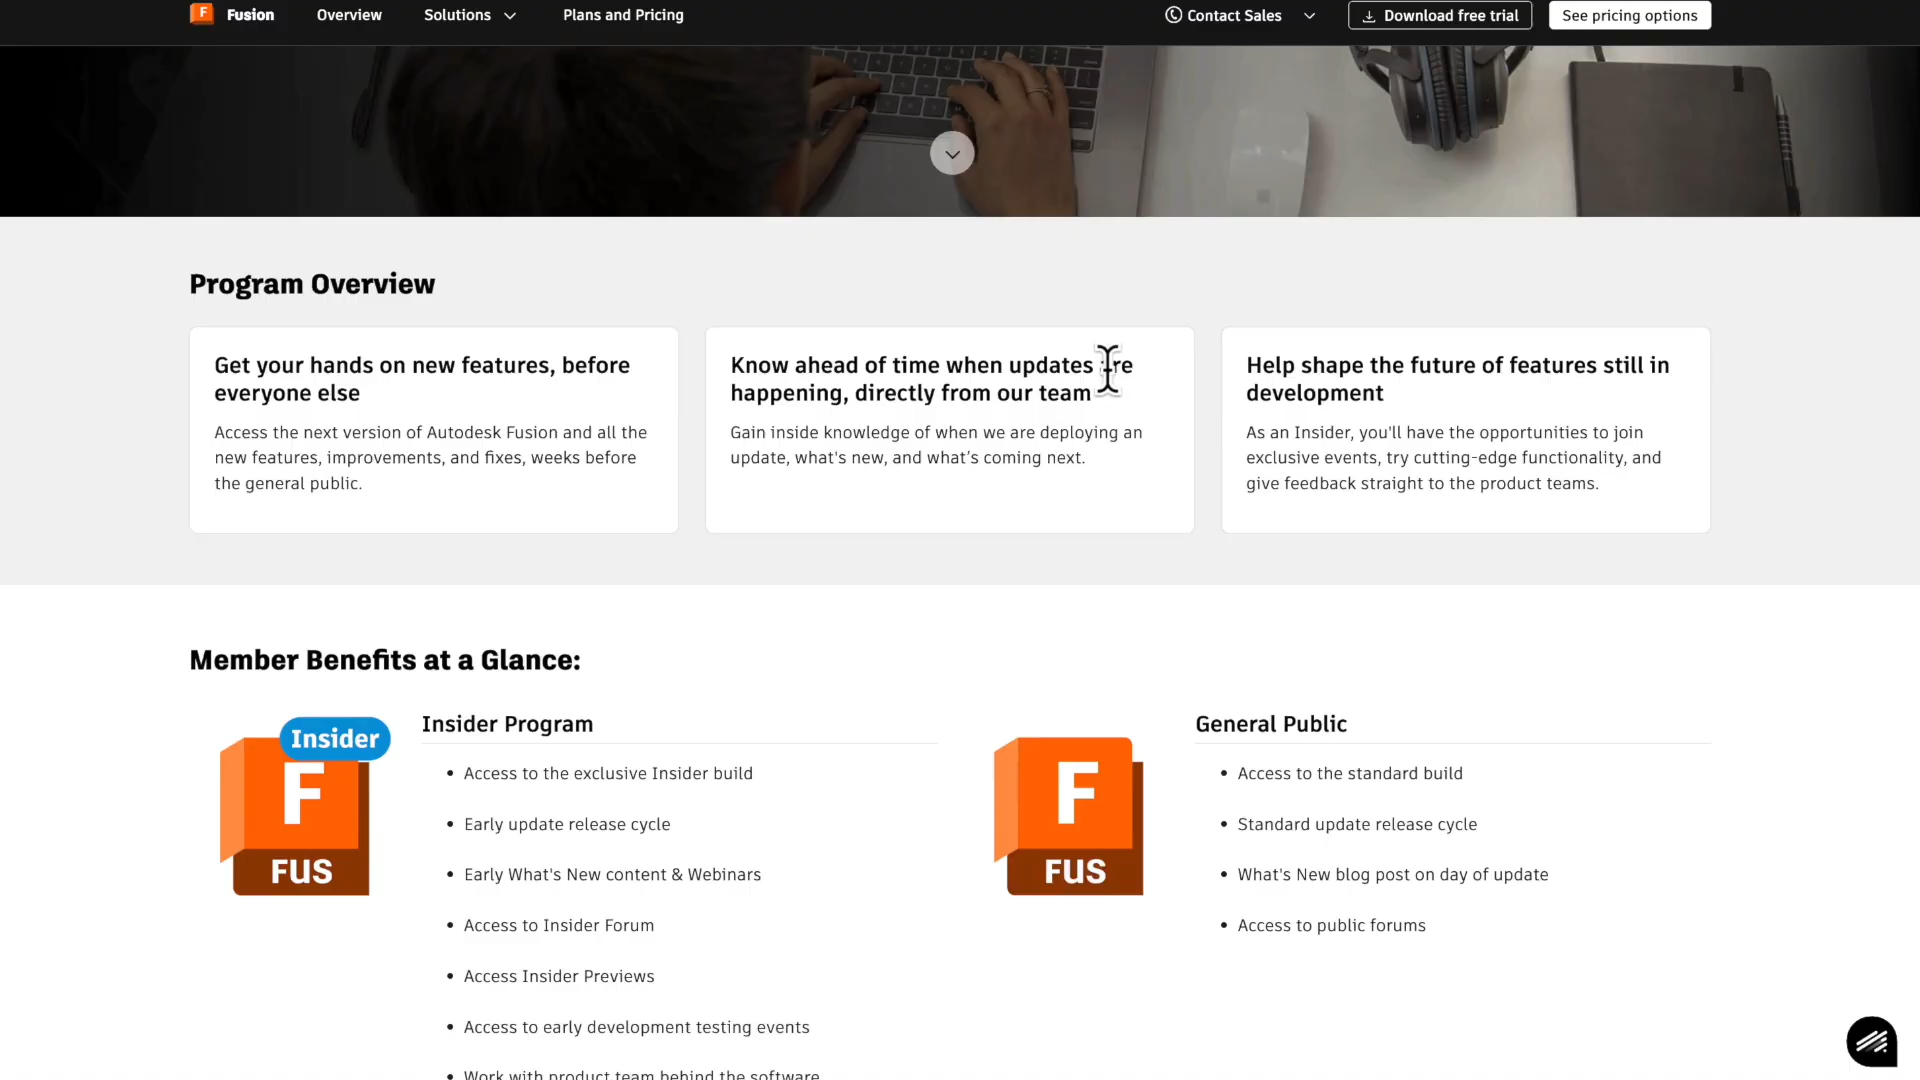 Fusion Overview Solutions Plans and Pricing Contact Sales Download free trial See pricing options
Program Overview
Get your hands on new features, before
everyone else
Access the next version of Autodesk Fusion and all the
new features, improvements, and fixes, weeks before
the general public.
Know ahead of time when updates are
happening, directly from our team
Gain inside knowledge of when we are deploying an
update, what's new, and what’s coming next.
Help shape the future of features still in
development
As an Insider, you'll have the opportunities to join
exclusive events, try cutting-edge functionality, and
give feedback straight to the product teams.
Member Benefits at a Glance:
Insider
F
FUS
Insider Program
Access to the exclusive Insider build
Early update release cycle
Early What's New content & Webinars
Access to Insider Forum
Access Insider Previews
Access to early development testing events
Work with product team behind the software
F
FUS
General Public
Access to the standard build
Standard update release cycle
What's New blog post on day of update
Access to public forums